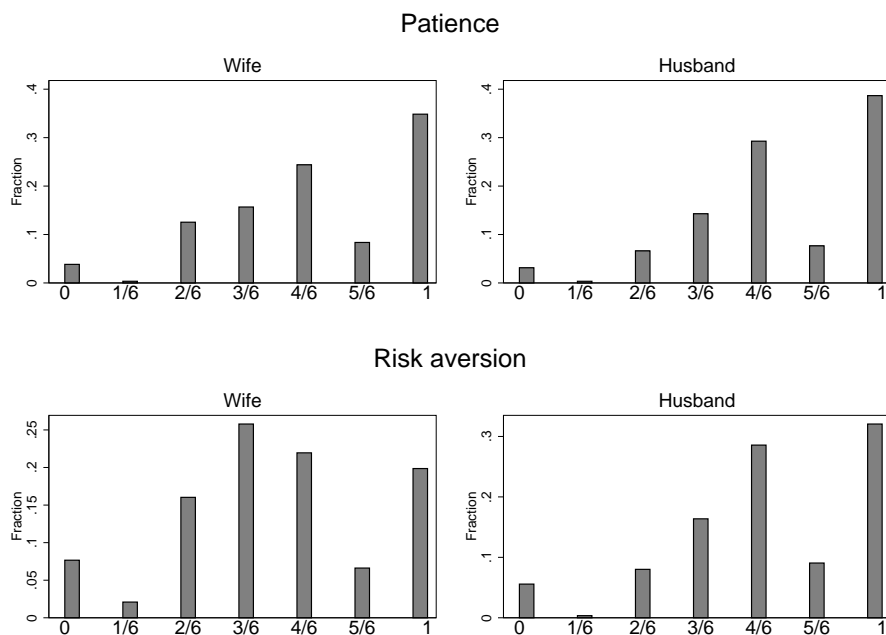 Patience
Wife
Fraction
.4
.3
.2
.1
0
0 1/6 2/6 3/6 4/6 5/6 1
Husband
Fraction
.4
.3
.2
.1
0
0 1/6 2/6 3/6 4/6 5/6 1
Risk aversion
Wife
Fraction
.25
.2
.15
.1
.05
0
0 1/6 2/6 3/6 4/6 5/6 1
Husband
Fraction
.3
.2
.1
0
0 1/6 2/6 3/6 4/6 5/6 1